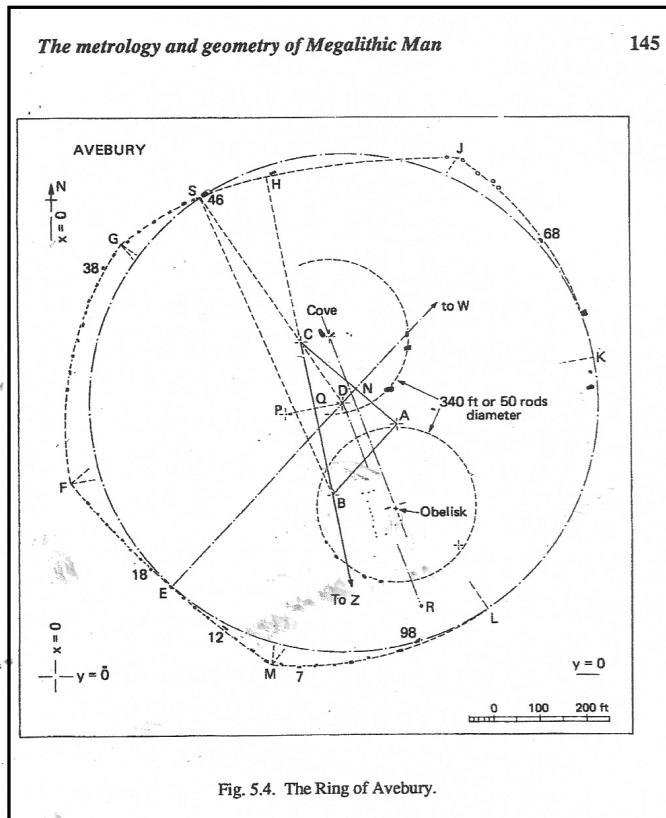 The metrology and geometry of Megalithic Man 145
AVEBURY
N
x = 0
J
H
S
46
G
38
68
Cove
to W
C
K
D
N
Q
P
A
340 ft or 50 rods
diameter
F
B
Obelisk
18
E
To Z
R
L
12
98
x = 0
y = 0
M
7
y = 0
0 100 200 ft
Fig. 5.4. The Ring of Avebury.